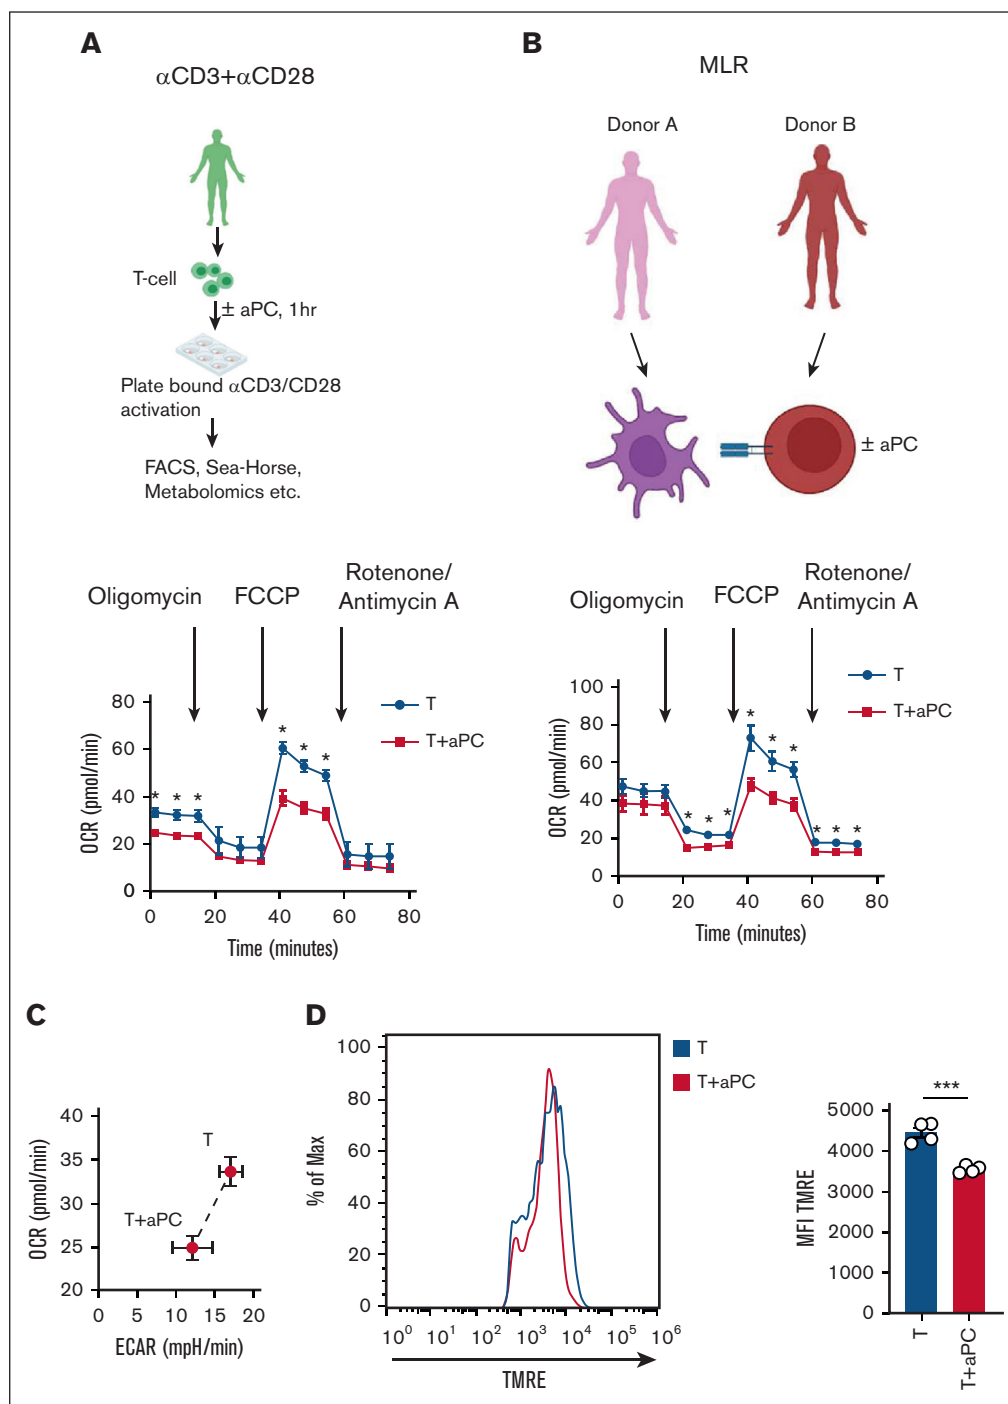 A
αCD3+αCD28
T-cell
± aPC, 1hr
Plate bound αCD3/CD28
activation
FACS, Sea-Horse,
Metabolomics etc.
Oligomycin
FCCP
Rotenone/
Antimycin A
T
T+aPC
OCR (pmol/min)
80
60
40
20
0
* * * * * *
0 20 40 60 80
Time (minutes)
B
MLR
Donor A
Donor B
± aPC
Oligomycin
FCCP
Rotenone/
Antimycin A
T
T+aPC
OCR (pmol/min)
100
80
60
40
20
0
* * * * * * * * *
0 20 40 60 80
Time (minutes)
C
OCR (pmol/min)
40
35
30
25
20
T
T+aPC
0 5 10 15 20
ECAR (mpH/min)
D
% of Max
100
80
60
40
20
0
10⁰ 10¹ 10² 10³ 10⁴ 10⁵ 10⁶
TMRE
T
T+aPC
MFI TMRE
5000
4000
3000
2000
1000
0
***
T
T+aPC